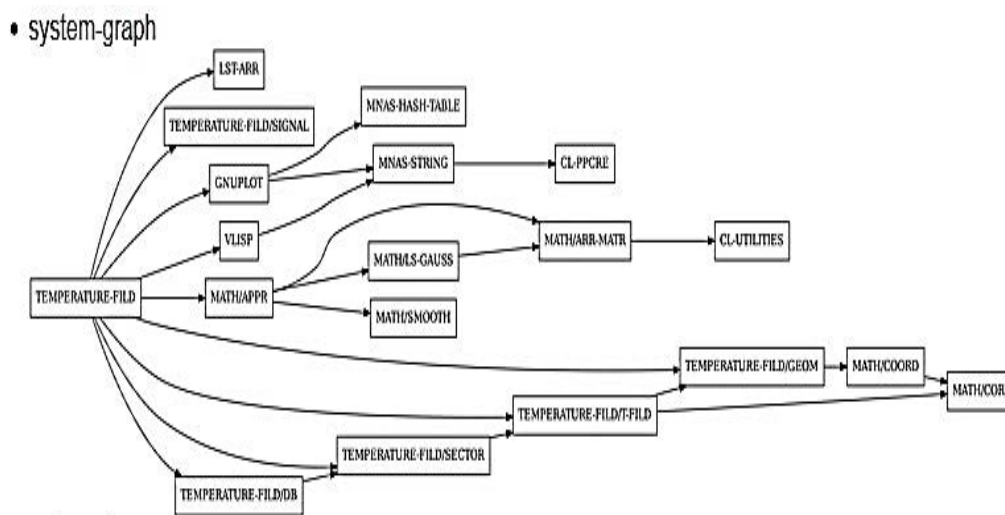 • system-graph
LST-ARR
TEMPERATURE-FILD/SIGNAL
MNAS-HASH-TABLE
GNUPLOT
MNAS-STRING
CL-PPCRE
VLISP
MATH/ARR-MATR
CL-UTILITIES
MATH/LS-GAUSS
TEMPERATURE-FILD
MATH/APPR
MATH/SMOOTH
TEMPERATURE-FILD/GEOM
MATH/COORD
MATH/COR
TEMPERATURE-FILD/T-FILD
TEMPERATURE-FILD/SECTOR
TEMPERATURE-FILD/DB